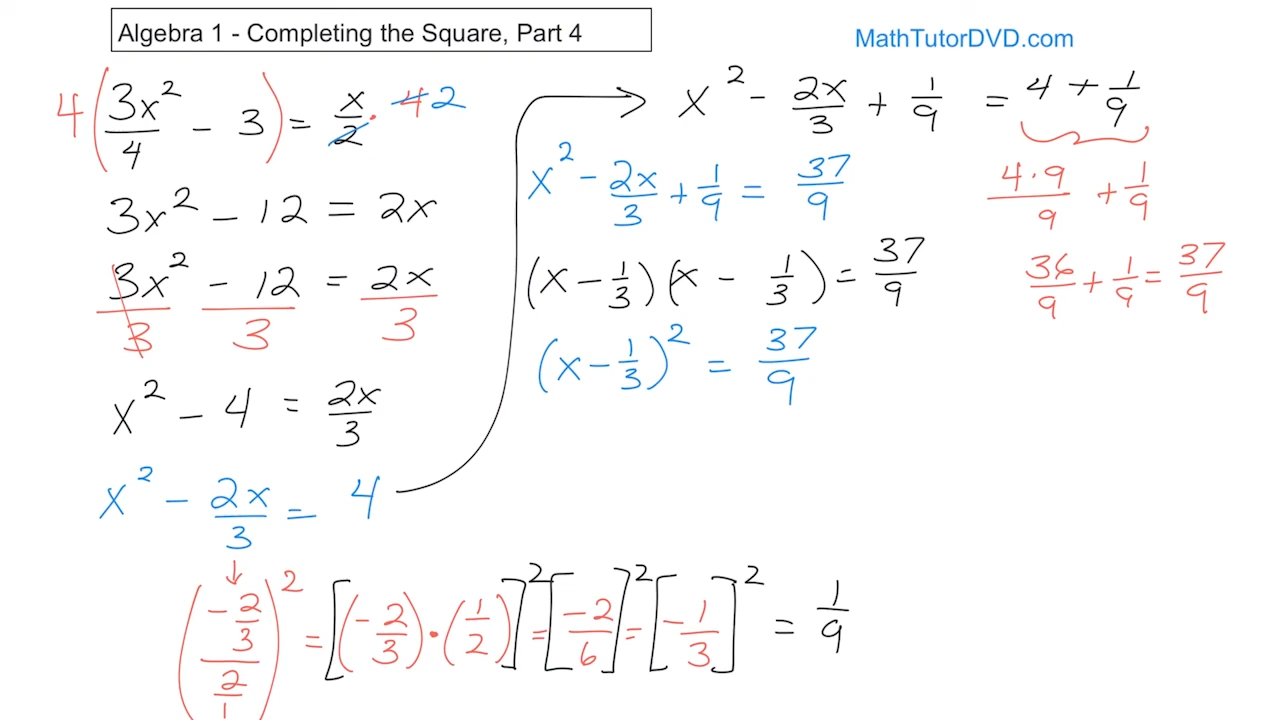 Algebra 1 - Completing the Square, Part 4
MathTutorDVD.com
4(3x²/4 - 3) = x/2 · 4 2
3x² - 12 = 2x
3x²/3 - 12/3 = 2x/3
x² - 4 = 2x/3
x² - 2x/3 = 4
((-2/3)/(2/1))² = [(-2/3)·(1/2)]² = [-2/6]² = [-1/3]² = 1/9
x² - 2x/3 + 1/9 = 4 + 1/9
x² - 2x/3 + 1/9 = 37/9
(x - 1/3)(x - 1/3) = 37/9
(x - 1/3)² = 37/9
4·9/9 + 1/9
36/9 + 1/9 = 37/9